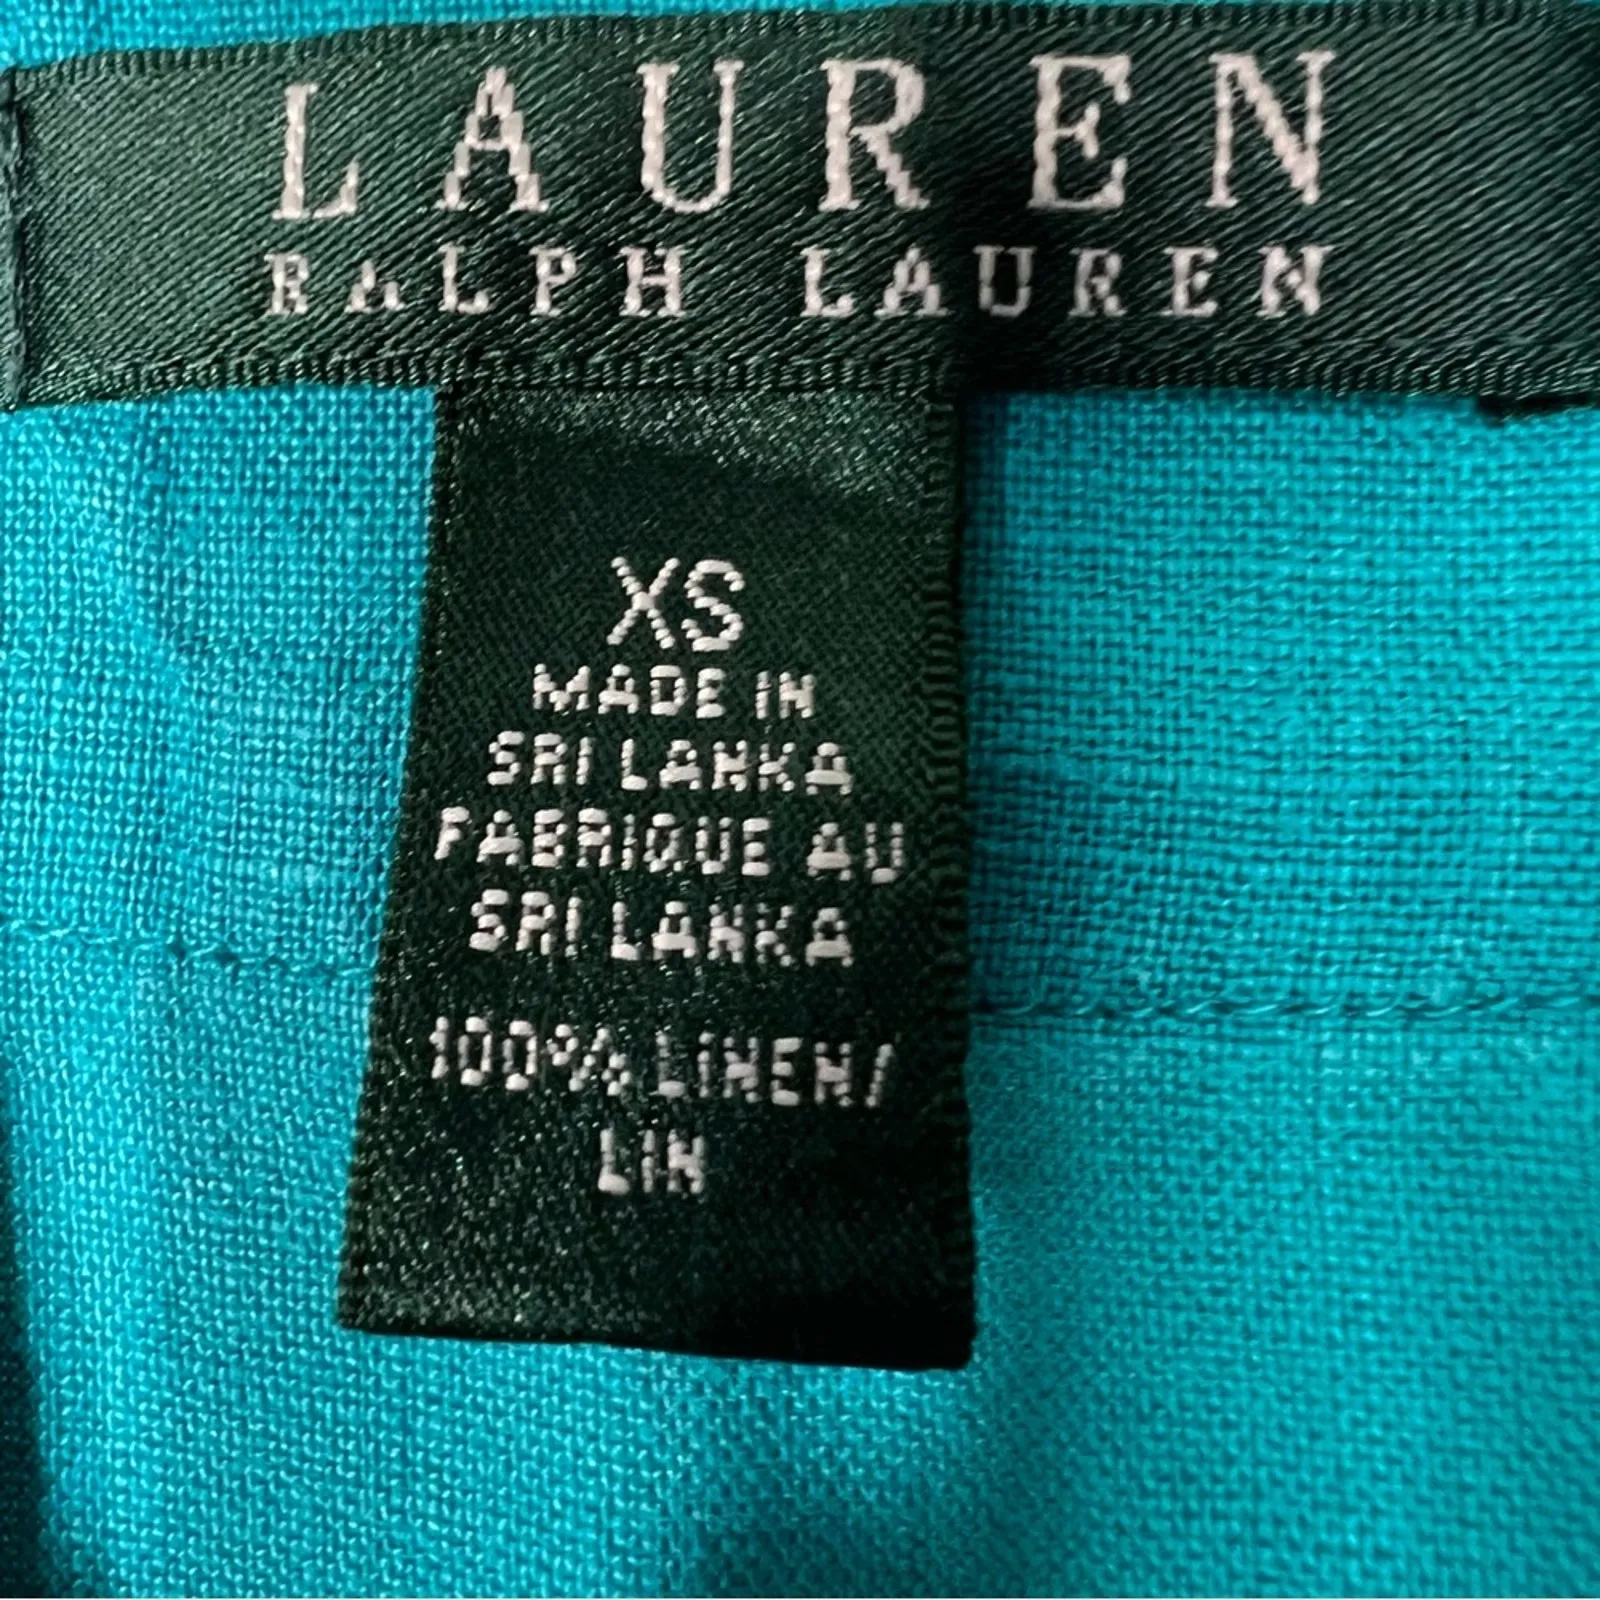 LAUREN
RALPH LAUREN
XS
MADE IN
SRI LANKA
FABRIQUE AU
SRI LANKA
100% LINEN/
LIN